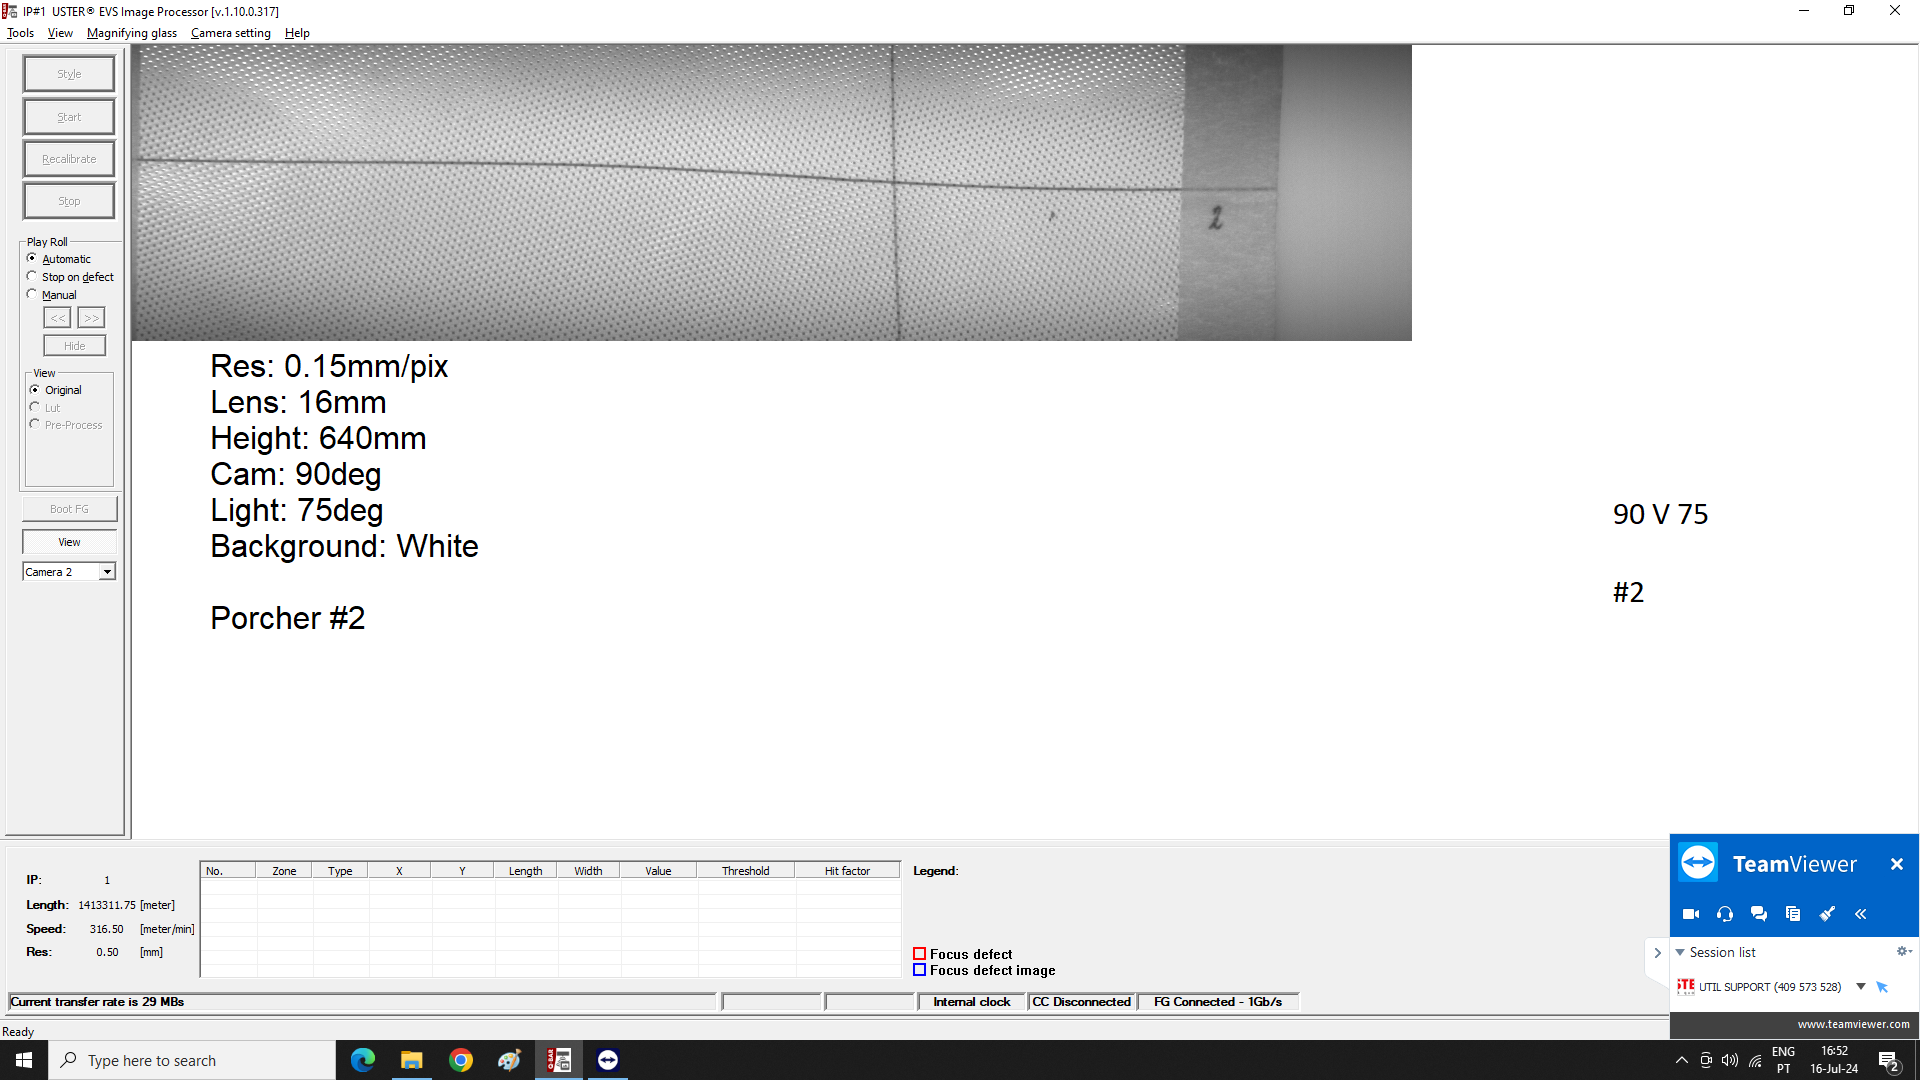 IP#1 USTER® EVS Image Processor [v.1.10.0.317]
Tools View Magnifying glass Camera setting Help
Style
Start
Recalibrate
Stop
Play Roll
Automatic
Stop on defect
Manual
<< >>
Hide
View
Original
Lut
Pre-Process
Boot FG
View
Camera 2
2
Res: 0.15mm/pix
Lens: 16mm
Height: 640mm
Cam: 90deg
Light: 75deg
Background: White
Porcher #2
90 V 75
#2
IP: 1
Length: 1413311.75 [meter]
Speed: 316.50 [meter/min]
Res: 0.50 [mm]
No. Zone Type X Y Length Width Value Threshold Hit factor
Legend:
Focus defect
Focus defect image
Current transfer rate is 29 MBs
Internal clock CC Disconnected FG Connected - 1Gb/s
Ready
TeamViewer
Session list
STE UTIL SUPPORT (409 573 528)
www.teamviewer.com
Type here to search
Q-BAR
ENG
PT
16:52
16-Jul-24
2